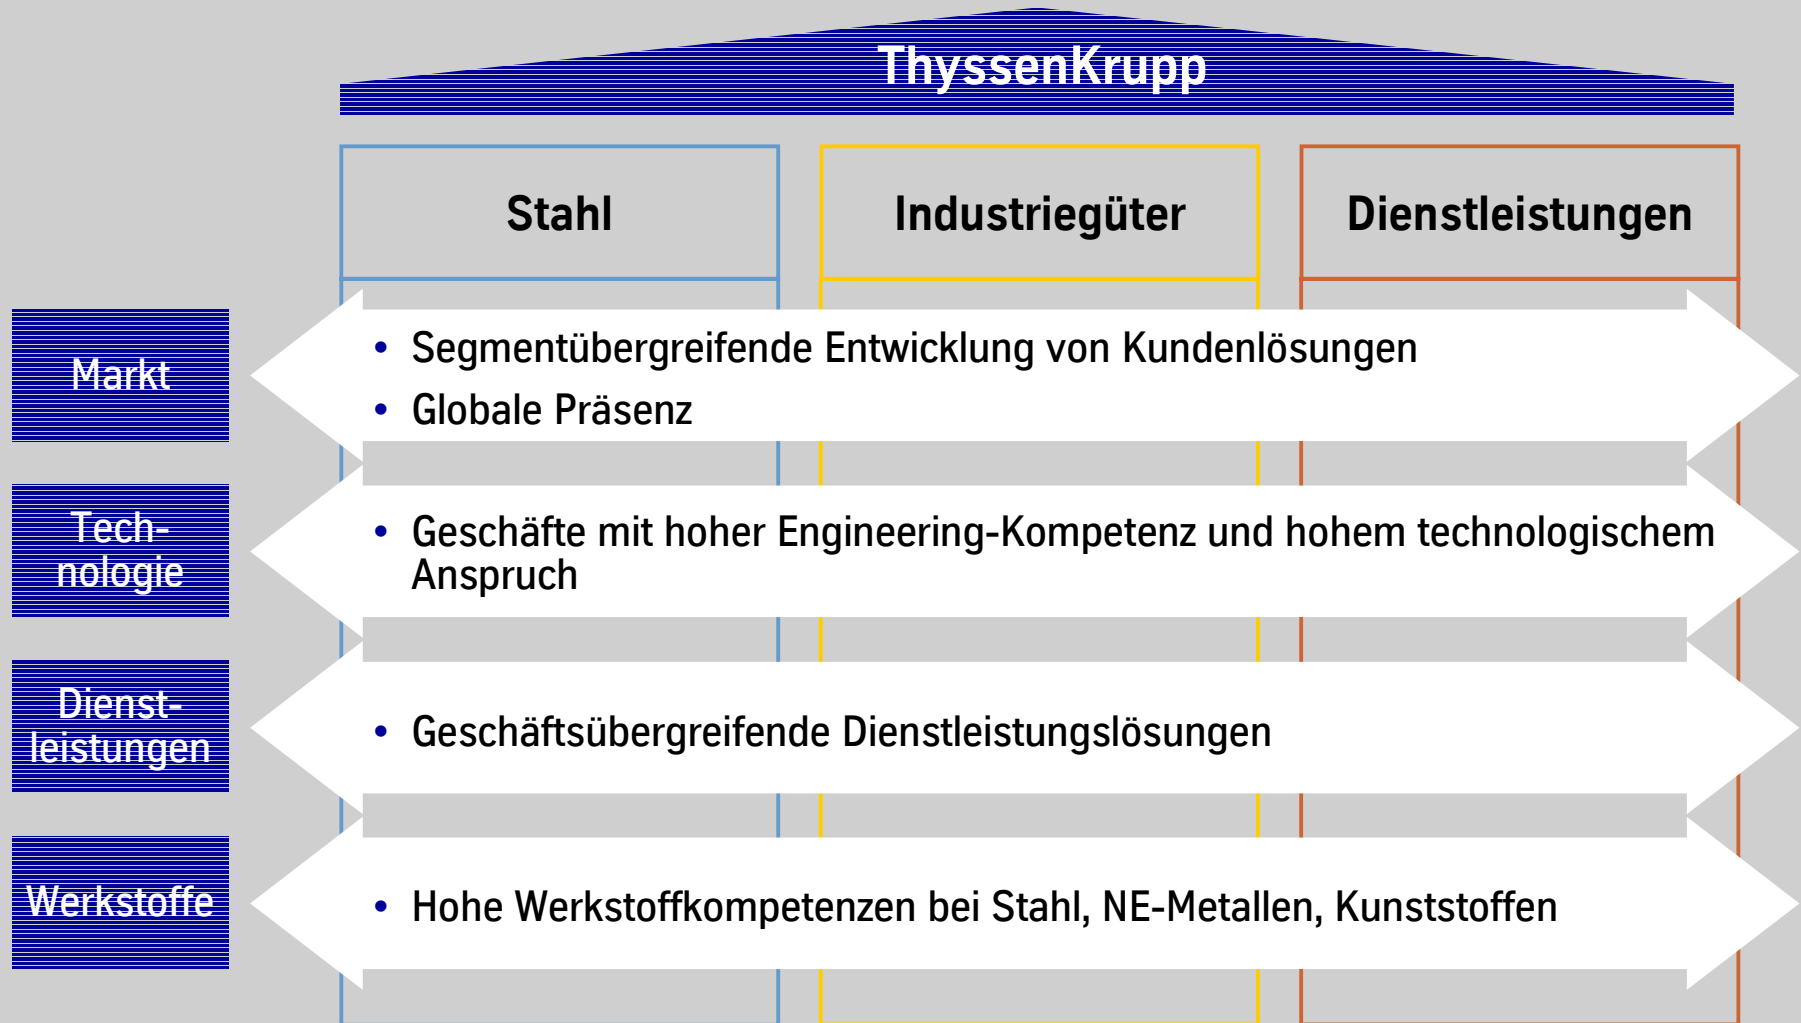 ThyssenKrupp
Stahl
Industriegüter
Dienstleistungen
Markt
• Segmentübergreifende Entwicklung von Kundenlösungen
• Globale Präsenz
Tech-
nologie
• Geschäfte mit hoher Engineering-Kompetenz und hohem technologischem
Anspruch
Dienst-
leistungen
• Geschäftsübergreifende Dienstleistungslösungen
Werkstoffe
• Hohe Werkstoffkompetenzen bei Stahl, NE-Metallen, Kunststoffen